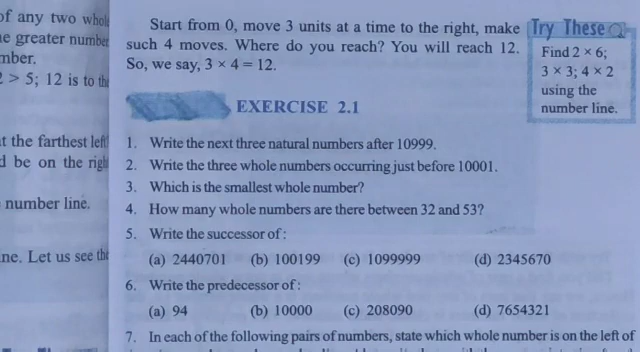 of any two whole
greater number
mber.
> 5; 12 is to the
t the farthest left
d be on the right
number line.
ne. Let us see the
Start from 0, move 3 units at a time to the right, make
such 4 moves. Where do you reach? You will reach 12.
So, we say, 3 × 4 = 12.
Try These
Find 2 × 6;
3 × 3; 4 × 2
using the
number line.
EXERCISE 2.1
1. Write the next three natural numbers after 10999.
2. Write the three whole numbers occurring just before 10001.
3. Which is the smallest whole number?
4. How many whole numbers are there between 32 and 53?
5. Write the successor of :
(a) 2440701 (b) 100199 (c) 1099999 (d) 2345670
6. Write the predecessor of :
(a) 94 (b) 10000 (c) 208090 (d) 7654321
7. In each of the following pairs of numbers, state which whole number is on the left of